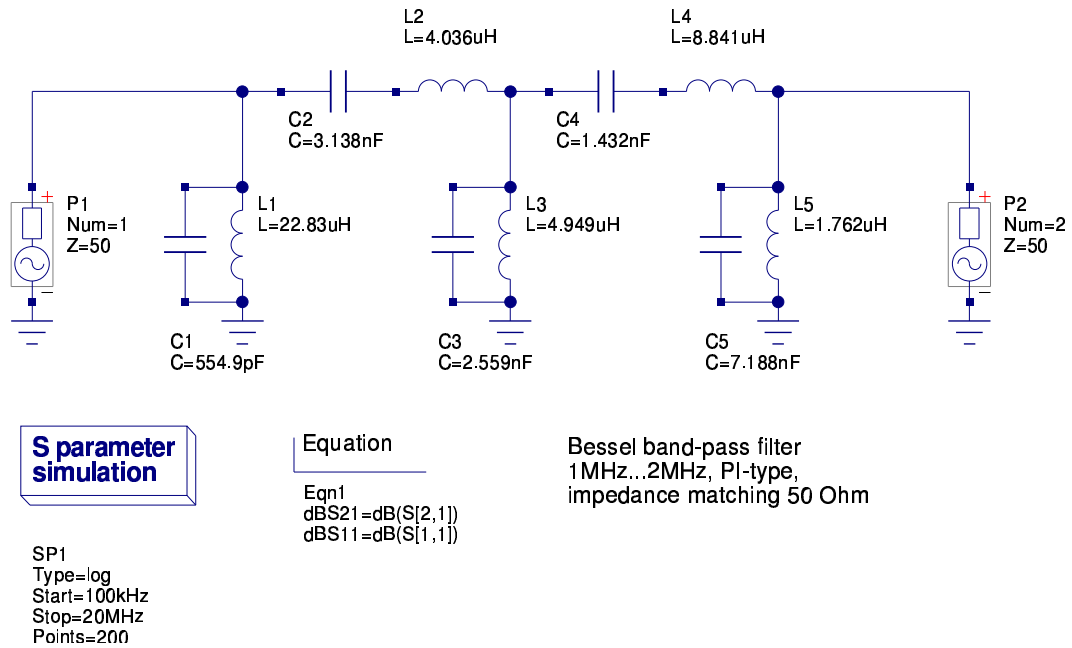 L2
L=4.036uH
L4
L=8.841uH
C2
C=3.138nF
C4
C=1.432nF
P1
Num=1
Z=50
L1
L=22.83uH
L3
L=4.949uH
L5
L=1.762uH
P2
Num=2
Z=50
C1
C=554.9pF
C3
C=2.559nF
C5
C=7.188nF
S parameter
simulation
Equation
Eqn1
dBS21=dB(S[2,1])
dBS11=dB(S[1,1])
Bessel band-pass filter
1MHz...2MHz, PI-type,
impedance matching 50 Ohm
SP1
Type=log
Start=100kHz
Stop=20MHz
Points=200